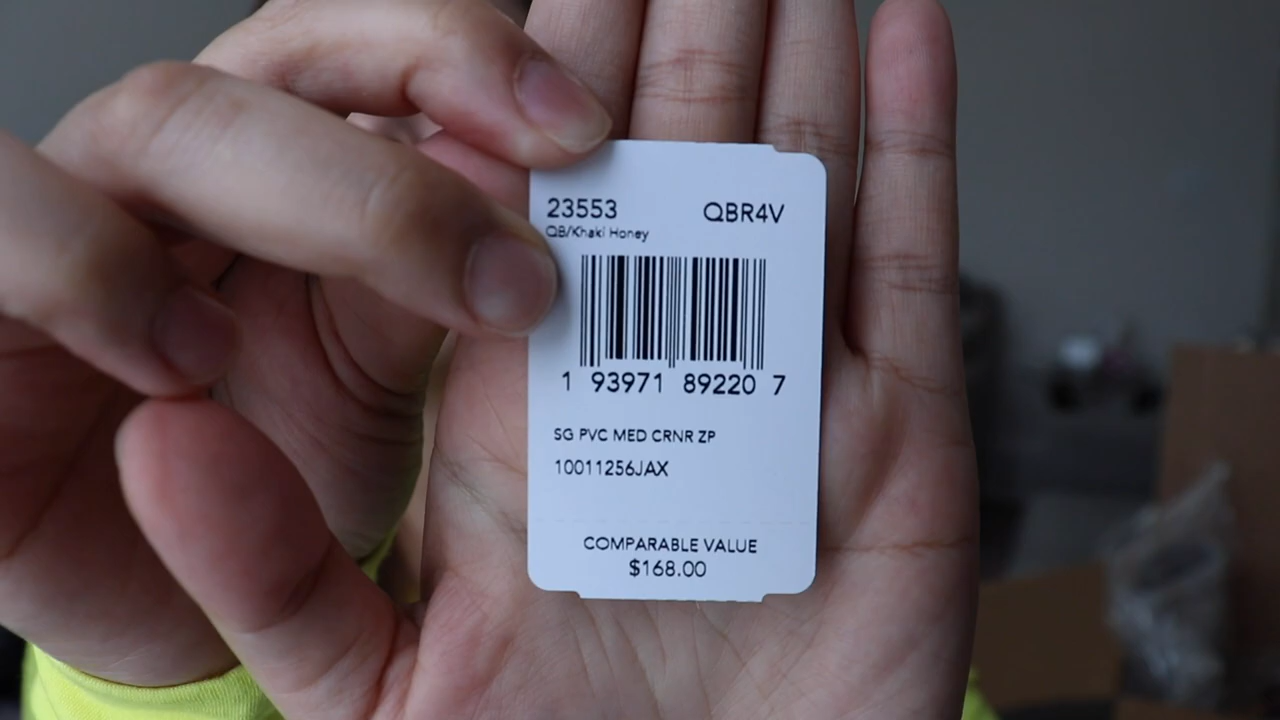 23553 QBR4V
QB/Khaki Honey
1 93971 89220 7
SG PVC MED CRNR ZP
10011256JAX
COMPARABLE VALUE
$168.00